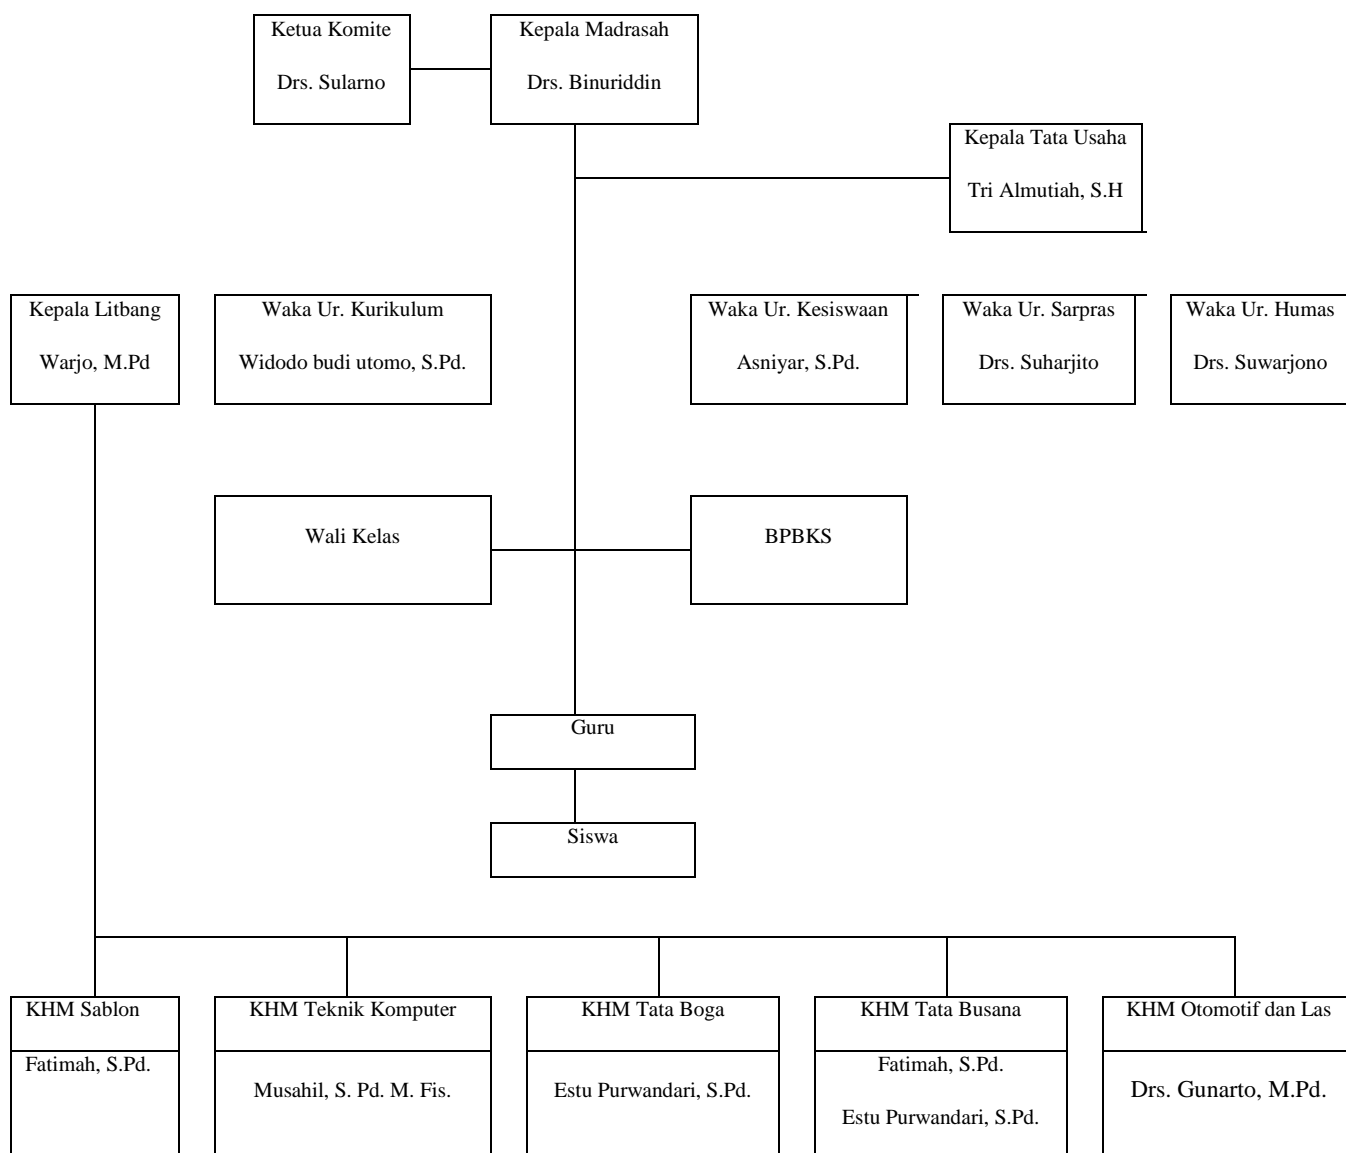 Ketua Komite
Drs. Sularno
Kepala Madrasah
Drs. Binuriddin
Kepala Tata Usaha
Tri Almutiah, S.H
Kepala Litbang
Warjo, M.Pd
Waka Ur. Kurikulum
Widodo budi utomo, S.Pd.
Waka Ur. Kesiswaan
Asniyar, S.Pd.
Waka Ur. Sarpras
Drs. Suharjito
Waka Ur. Humas
Drs. Suwarjono
Wali Kelas
BPBKS
Guru
Siswa
KHM Sablon
Fatimah, S.Pd.
KHM Teknik Komputer
Musahil, S. Pd. M. Fis.
KHM Tata Boga
Estu Purwandari, S.Pd.
KHM Tata Busana
Fatimah, S.Pd.
Estu Purwandari, S.Pd.
KHM Otomotif dan Las
Drs. Gunarto, M.Pd.